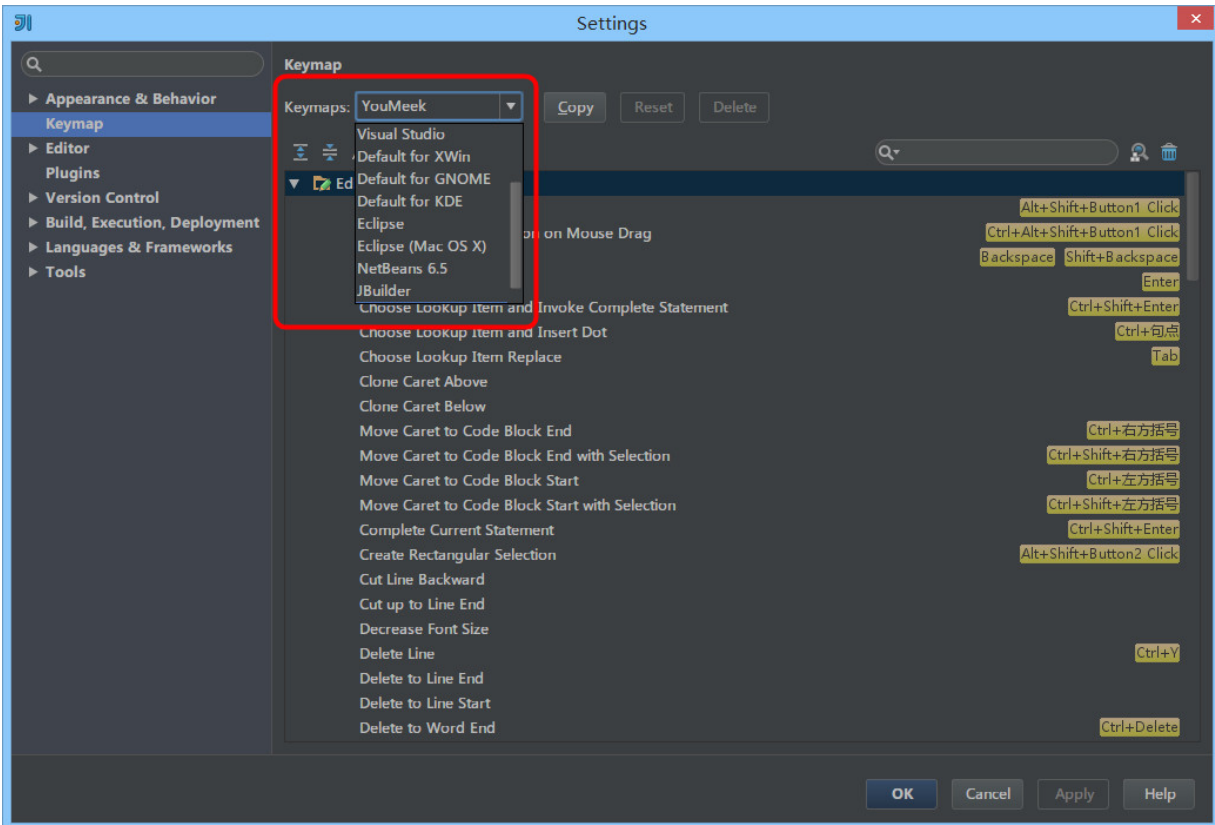 Settings
Keymap
Appearance & Behavior
Keymap
Editor
Plugins
Version Control
Build, Execution, Deployment
Languages & Frameworks
Tools
Keymaps: YouMeek Copy Reset Delete
Visual Studio
Default for XWin
Default for GNOME
Default for KDE
Eclipse
Eclipse (Mac OS X)
NetBeans 6.5
JBuilder
Ed
Alt+Shift+Button1 Click
on on Mouse Drag Ctrl+Alt+Shift+Button1 Click
Backspace Shift+Backspace
Enter
Choose Lookup Item and Invoke Complete Statement Ctrl+Shift+Enter
Choose Lookup Item and Insert Dot Ctrl+句点
Choose Lookup Item Replace Tab
Clone Caret Above
Clone Caret Below
Move Caret to Code Block End Ctrl+右方括号
Move Caret to Code Block End with Selection Ctrl+Shift+右方括号
Move Caret to Code Block Start Ctrl+左方括号
Move Caret to Code Block Start with Selection Ctrl+Shift+左方括号
Complete Current Statement Ctrl+Shift+Enter
Create Rectangular Selection Alt+Shift+Button2 Click
Cut Line Backward
Cut up to Line End
Decrease Font Size
Delete Line Ctrl+Y
Delete to Line End
Delete to Line Start
Delete to Word End Ctrl+Delete
OK Cancel Apply Help